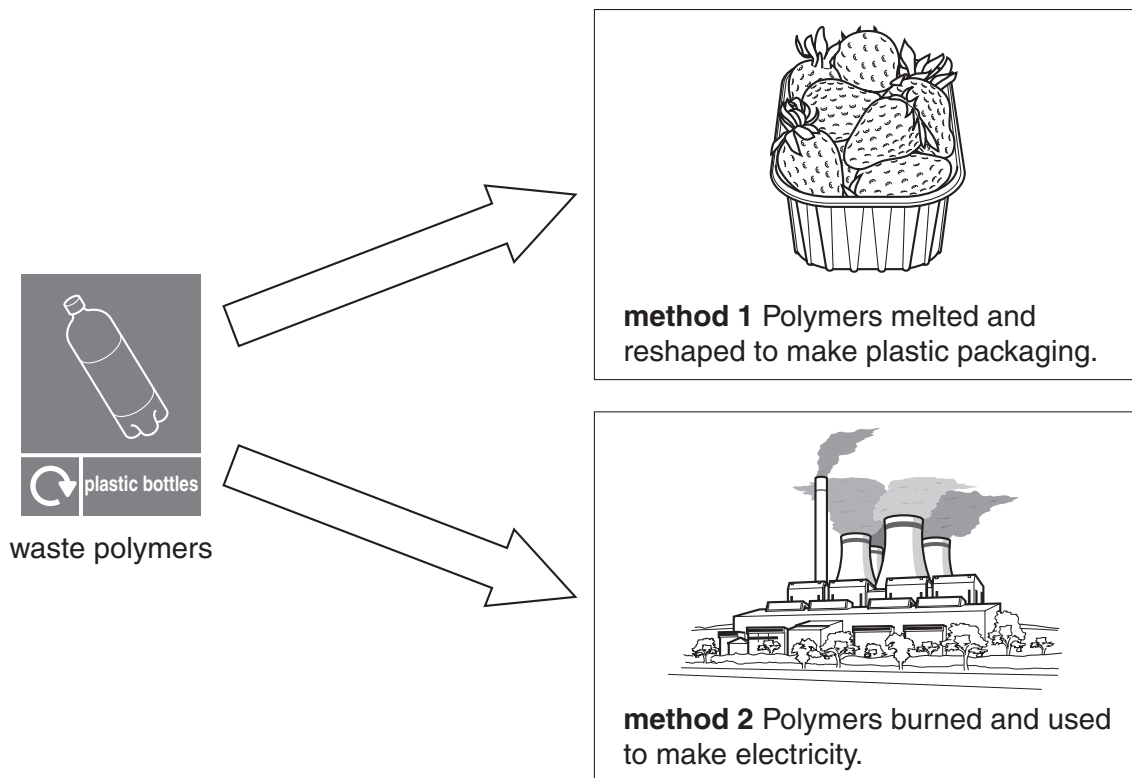 method 1 Polymers melted and
reshaped to make plastic packaging.
plastic bottles
waste polymers
method 2 Polymers burned and used
to make electricity.